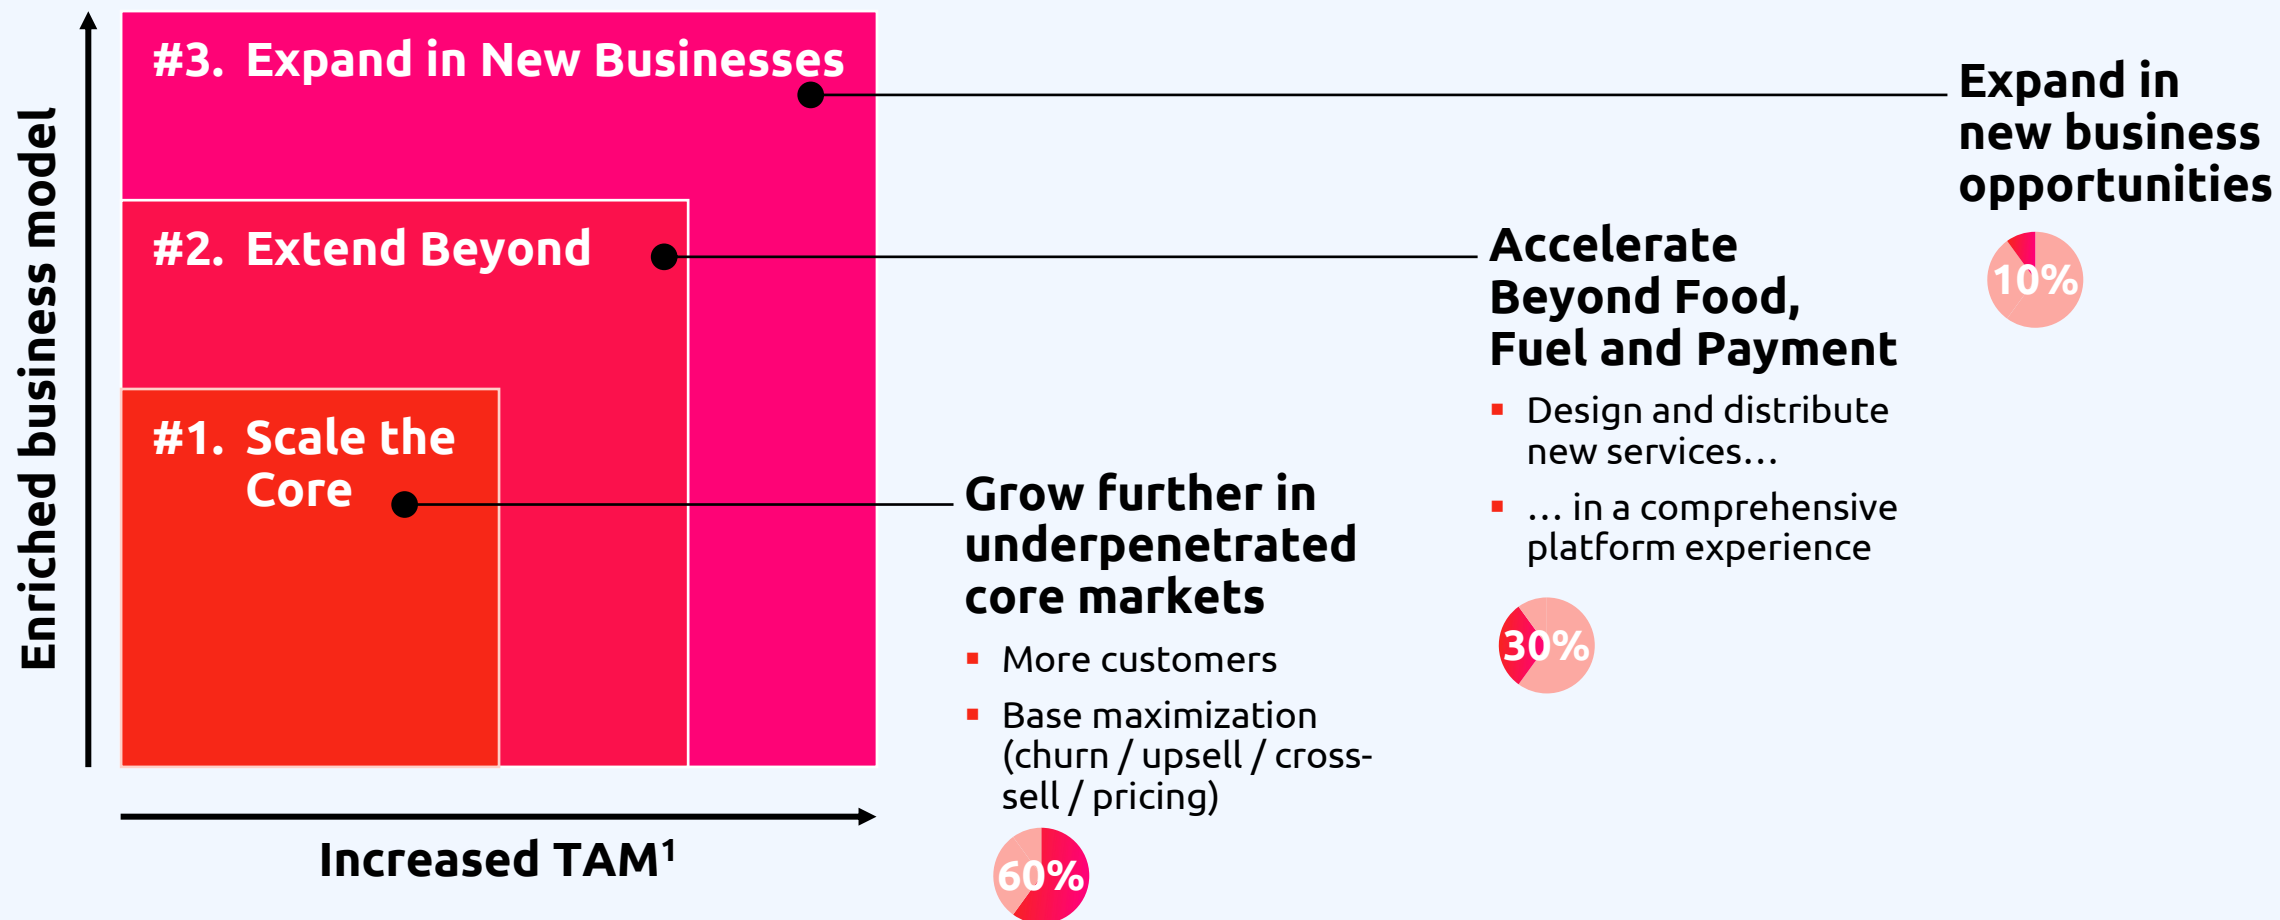 Enriched business model
#3. Expand in New Businesses
#2. Extend Beyond
#1. Scale the
Core
Increased TAM¹
Grow further in
underpenetrated
core markets
▪ More customers
▪ Base maximization
(churn / upsell / cross-
sell / pricing)
60%
Accelerate
Beyond Food,
Fuel and Payment
▪ Design and distribute
new services…
▪ … in a comprehensive
platform experience
30%
Expand in
new business
opportunities
10%